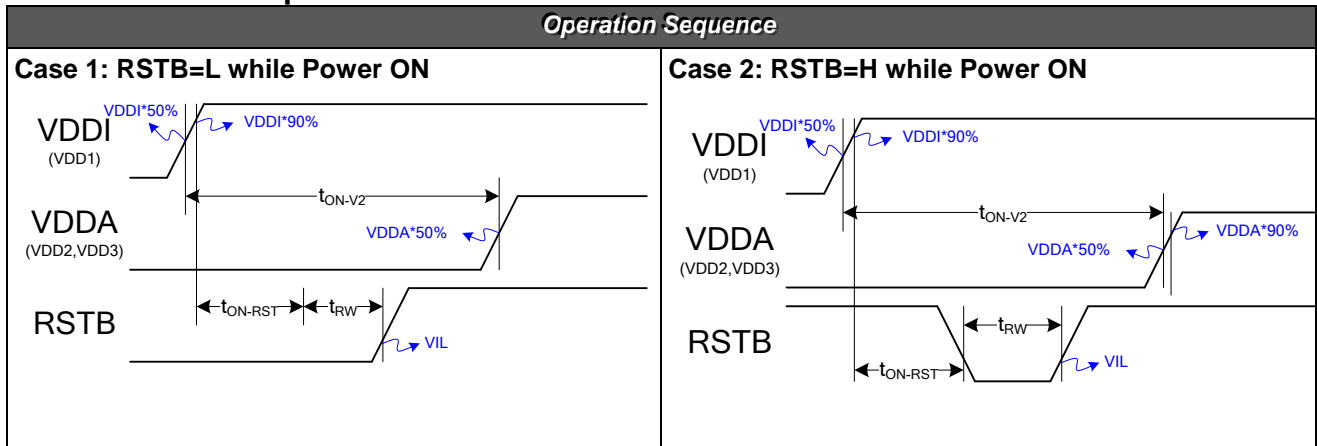 Operation Sequence
Case 1: RSTB=L while Power ON
VDDI*50%
VDDI*90%
VDDI
(VDD1)
tON-V2
VDDA
(VDD2,VDD3)
VDDA*50%
RSTB
tON-RST
tRW
VIL
Case 2: RSTB=H while Power ON
VDDI*50%
VDDI*90%
VDDI
(VDD1)
tON-V2
VDDA
(VDD2,VDD3)
VDDA*50%
VDDA*90%
RSTB
tRW
tON-RST
VIL